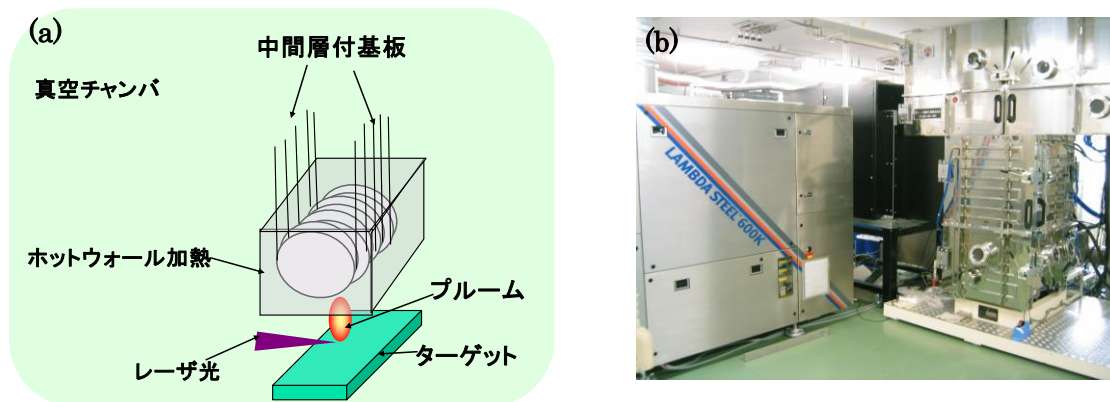 (a)
中間層付基板
真空チャンバ
ホットウォール加熱
プルーム
レーザ光
ターゲット
(b)
LAMBDA STEEL 600K